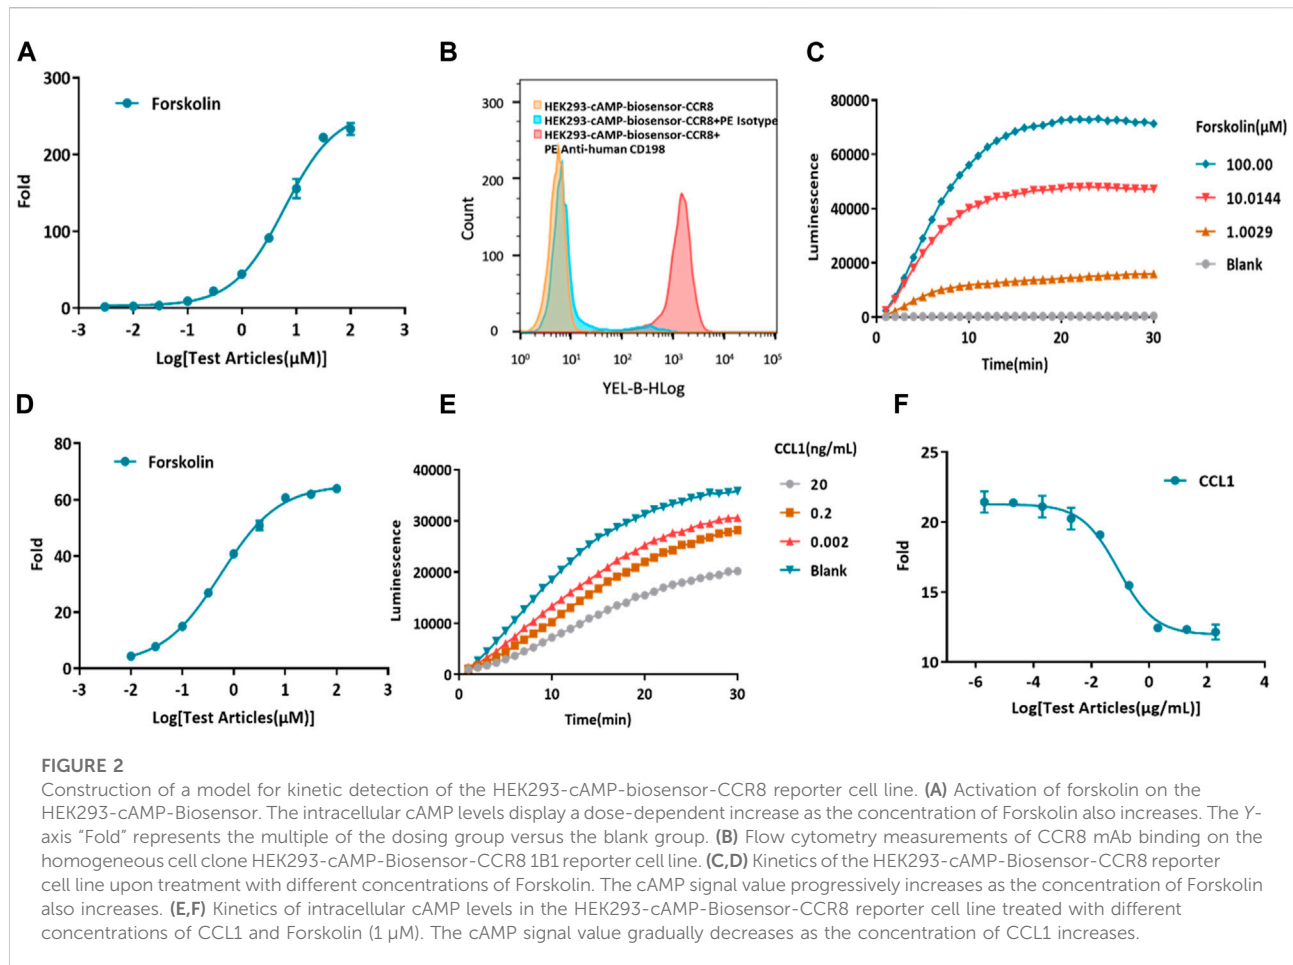 A
300
200
100
0
Fold
Forskolin
-3
-2
-1
0
1
2
3
Log[Test Articles(μM)]
B
300
200
100
0
Count
HEK293-cAMP-biosensor-CCR8
HEK293-cAMP-biosensor-CCR8+PE Isotype
HEK293-cAMP-biosensor-CCR8+
PE Anti-human CD198
10⁰
10¹
10²
10³
10⁴
10⁵
YEL-B-HLog
C
80000
60000
40000
20000
0
Luminescence
0
10
20
30
Time(min)
Forskolin(μM)
100.00
10.0144
1.0029
Blank
D
80
60
40
20
0
Fold
Forskolin
-3
-2
-1
0
1
2
3
Log[Test Articles(μM)]
E
40000
30000
20000
10000
0
Luminescence
0
10
20
30
Time(min)
CCL1(ng/mL)
20
0.2
0.002
Blank
F
25
20
15
10
Fold
CCL1
-6
-4
-2
0
2
4
Log[Test Articles(μg/mL)]
FIGURE 2
Construction of a model for kinetic detection of the HEK293-cAMP-biosensor-CCR8 reporter cell line. (A) Activation of forskolin on the
HEK293-cAMP-Biosensor. The intracellular cAMP levels display a dose-dependent increase as the concentration of Forskolin also increases. The Y-
axis “Fold” represents the multiple of the dosing group versus the blank group. (B) Flow cytometry measurements of CCR8 mAb binding on the
homogeneous cell clone HEK293-cAMP-Biosensor-CCR8 1B1 reporter cell line. (C,D) Kinetics of the HEK293-cAMP-Biosensor-CCR8 reporter
cell line upon treatment with different concentrations of Forskolin. The cAMP signal value progressively increases as the concentration of Forskolin
also increases. (E,F) Kinetics of intracellular cAMP levels in the HEK293-cAMP-Biosensor-CCR8 reporter cell line treated with different
concentrations of CCL1 and Forskolin (1 μM). The cAMP signal value gradually decreases as the concentration of CCL1 increases.